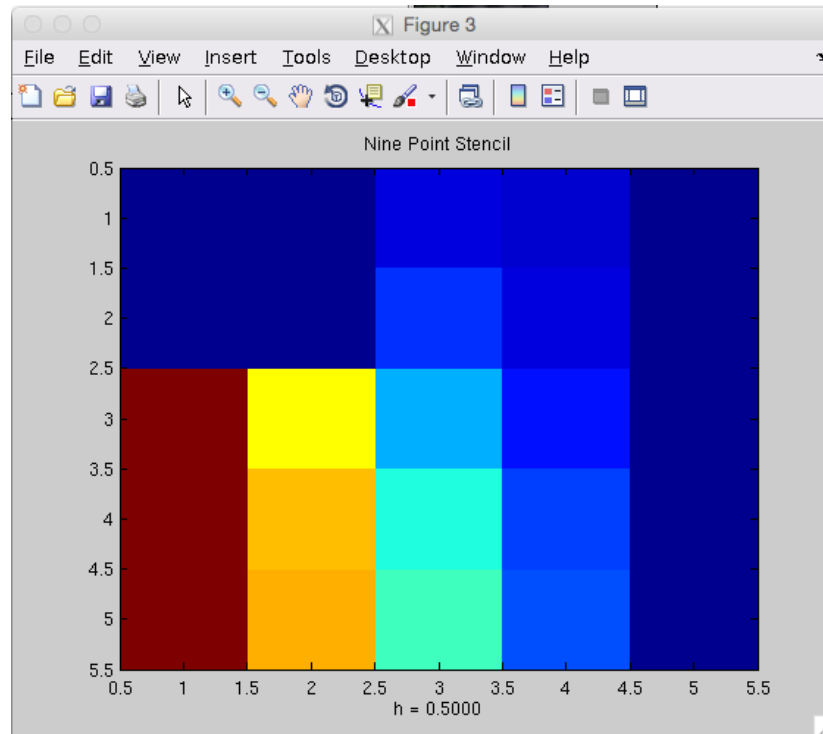 Figure 3
File Edit View Insert Tools Desktop Window Help
Nine Point Stencil
0.5
1
1.5
2
2.5
3
3.5
4
4.5
5
5.5
0.5 1 1.5 2 2.5 3 3.5 4 4.5 5 5.5
h = 0.5000